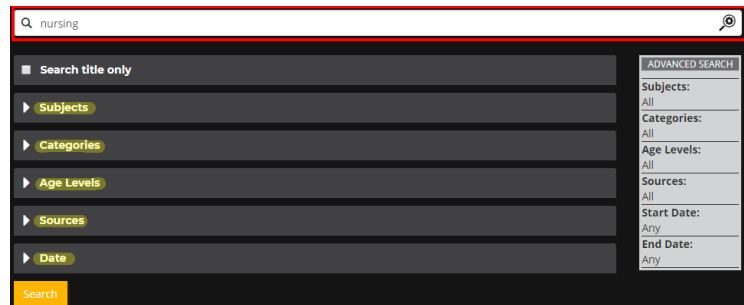 nursing
Search title only
Subjects
Categories
Age Levels
Sources
Date
Search
ADVANCED SEARCH
Subjects:
All
Categories:
All
Age Levels:
All
Sources:
All
Start Date:
Any
End Date:
Any